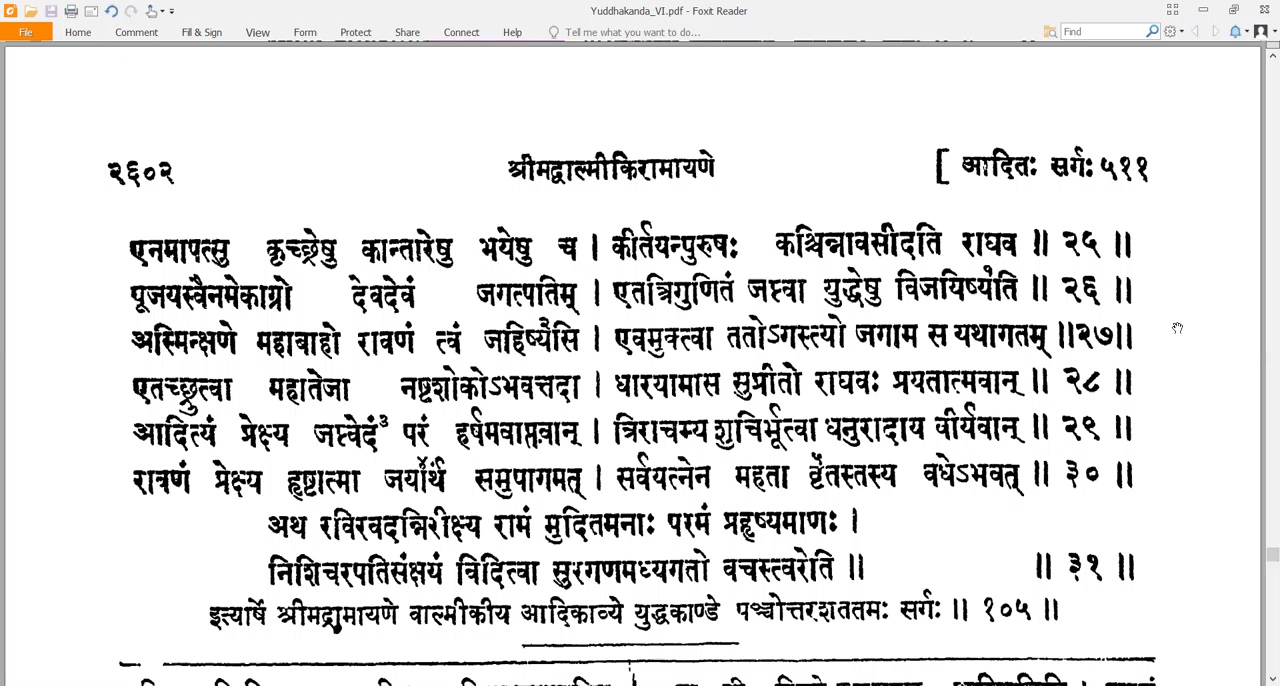 Yuddhakanda_VI.pdf - Foxit Reader
File Home Comment Fill & Sign View Form Protect Share Connect Help Tell me what you want to do... Find
२६०२ श्रीमद्वाल्मीकिरामायणे [ आदितः सर्गः ५११
एनमापत्सु कृच्छ्रेषु कान्तारेषु भयेषु च । कीर्तयन्पुरुषः कश्चिन्नावसीदति राघव ॥ २५ ॥
पूजयस्वैनमेकाग्रो देवदेवं जगत्पतिम् । एतत्त्रिगुणितं जप्त्वा युद्धेषु विजयिष्यति ॥ २६ ॥
अस्मिन्क्षणे महाबाहो रावणं त्वं जहिष्यसि । एवमुक्त्वा ततोऽगस्त्यो जगाम स यथागतम् ॥२७॥
एतच्छ्रुत्वा महातेजा नष्टशोकोऽभवत्तदा । धारयामास सुप्रीतो राघवः प्रयतात्मवान् ॥ २८ ॥
आदित्यं प्रेक्ष्य जप्त्वेदं³ परं हर्षमवाप्तवान् । त्रिराचम्य शुचिर्भूत्वा धनुरादाय वीर्यवान् ॥ २९ ॥
रावणं प्रेक्ष्य हृष्टात्मा जयार्थं समुपागमत् । सर्वयत्नेन महता वृतस्तस्य वधेऽभवत् ॥ ३० ॥
अथ रविरवदन्निरीक्ष्य रामं मुदितमनाः परमं प्रहृष्यमाणः ।
निशिचरपतिसंक्षयं विदित्वा सुरगणमध्यगतो वचस्त्वरेति ॥ ॥ ३१ ॥
इत्यार्षे श्रीमद्रामायणे वाल्मीकीय आदिकाव्ये युद्धकाण्डे पञ्चोत्तरशततमः सर्गः ॥ १०५ ॥